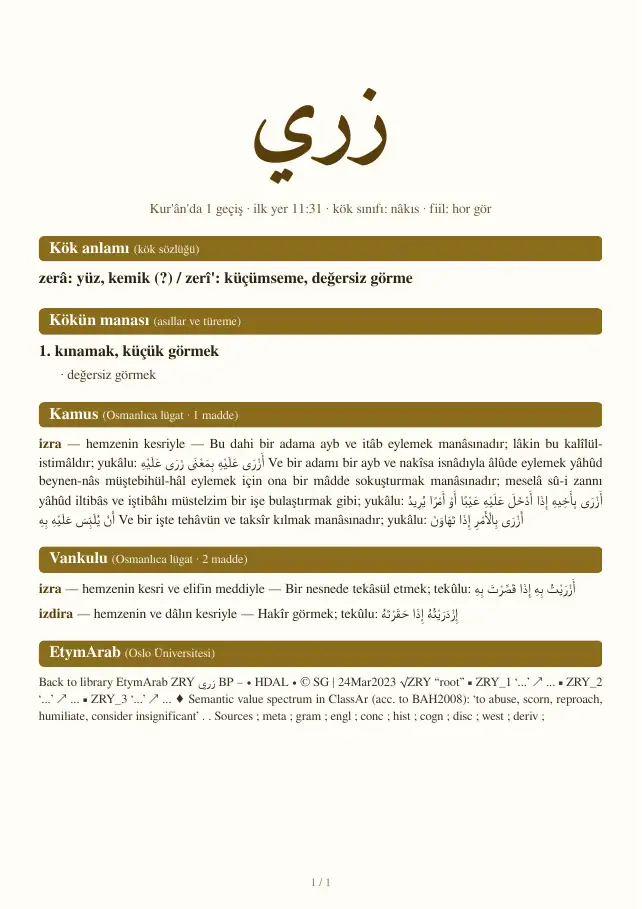 زري
Kur'ân'da 1 geçiş · ilk yer 11:31 · kök sınıfı: nâkıs · fiil: hor gör
Kök anlamı (kök sözlüğü)
zerâ: yüz, kemik (?) / zerî': küçümseme, değersiz görme
Kökün manası (asıllar ve türeme)
1. kınamak, küçük görmek
· değersiz görmek
Kamus (Osmanlıca lügat · 1 madde)
izra — hemzenin kesriyle — Bu dahi bir adama ayb ve itâb eylemek manâsınadır; lâkin bu kalîlül-
istimâldır; yukâlu: أَزْرَى عَلَيْهِ بِمَعْنَى زَرَى عَلَيْهِ Ve bir adamı bir ayb ve nakîsa isnâdıyla âlûde eylemek yâhûd
beynen-nâs müştebihül-hâl eylemek için ona bir mâdde sokuşturmak manâsınadır; meselâ sû-i zannı
yâhûd iltibâs ve iştibâhı müstelzim bir işe bulaştırmak gibi; yukâlu: أَزْرَى بِأَخِيهِ إِذَا أَدْخَلَ عَلَيْهِ عَيْبًا أَوْ أَمْرًا يُرِيدُ
أَنْ يُلَبِّسَ عَلَيْهِ بِهِ Ve bir işte tehâvün ve taksîr kılmak manâsınadır; yukâlu: أَزْرَى بِالْأَمْرِ إِذَا تَهَاوَنَ
Vankulu (Osmanlıca lügat · 2 madde)
izra — hemzenin kesri ve elifin meddiyle — Bir nesnede tekâsül etmek; tekûlu: أَزْرَيْتُ بِهِ إِذَا قَصَّرْتَ بِهِ
izdira — hemzenin ve dâlın kesriyle — Hakîr görmek; tekûlu: إِزْدَرَيْتُهُ إِذَا حَقَرْتَهُ
EtymArab (Oslo Üniversitesi)
Back to library EtymArab ZRY زري BP – • HDAL • © SG | 24Mar2023 √ZRY “root” ▪ ZRY_1 ‘...’ ↗ ... ▪ ZRY_2
‘...’ ↗ ... ▪ ZRY_3 ‘...’ ↗ ... ♦ Semantic value spectrum in ClassAr (acc. to BAH2008): ‘to abuse, scorn, reproach,
humiliate, consider insignificant’ . . Sources ; meta ; gram ; engl ; conc ; hist ; cogn ; disc ; west ; deriv ;
1 / 1